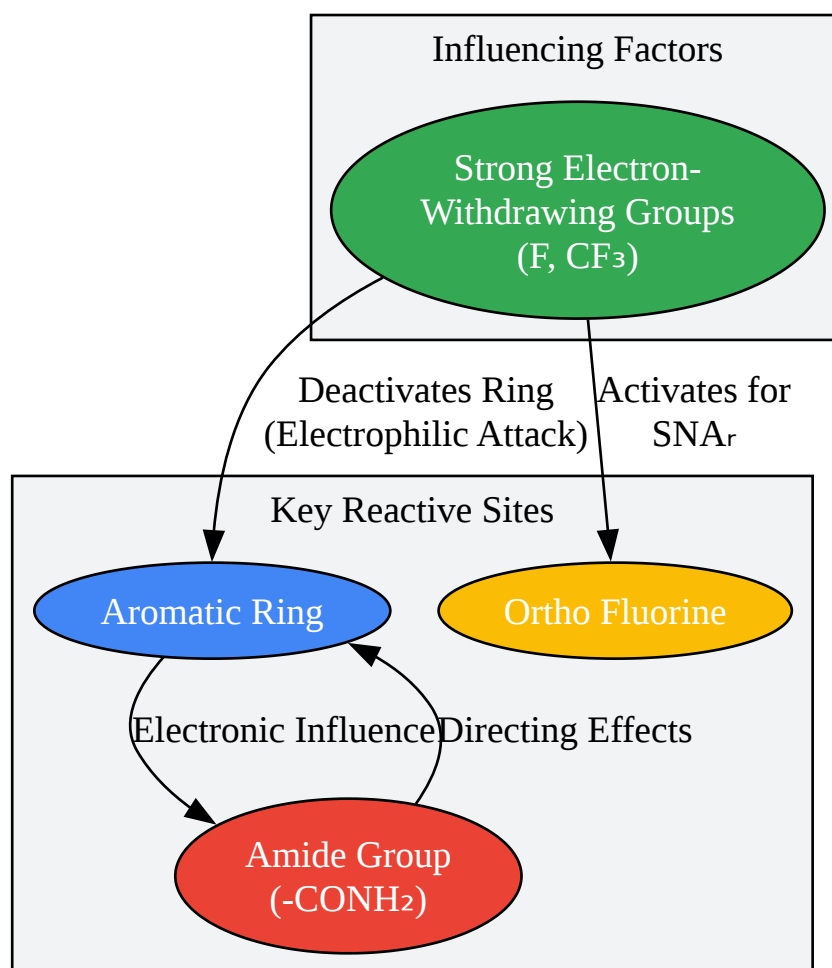 Influencing Factors
Strong Electron-
Withdrawing Groups
(F, CF₃)
Deactivates Ring
(Electrophilic Attack)
Activates for
SNAᵣ
Key Reactive Sites
Aromatic Ring
Ortho Fluorine
Electronic Influence
Directing Effects
Amide Group
(-CONH₂)